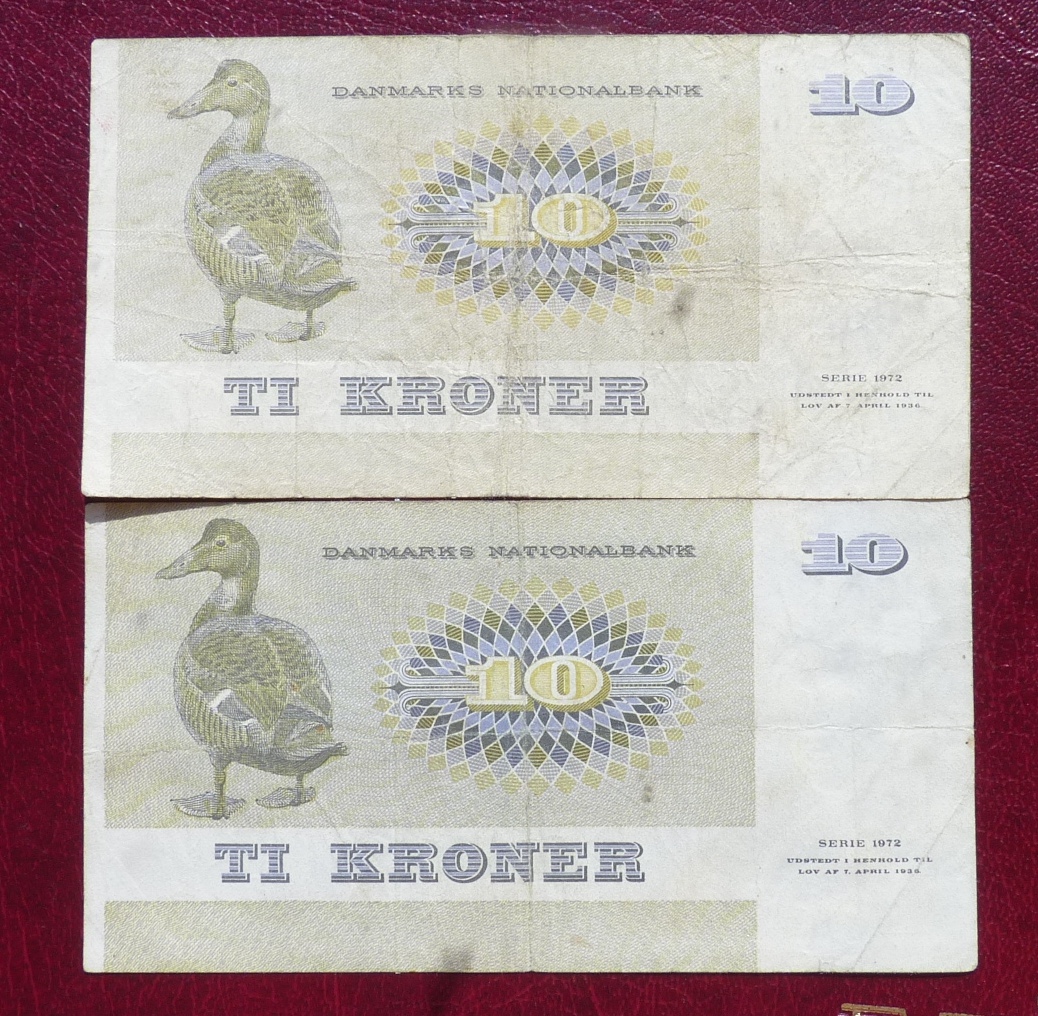 DANMARKS NATIONALBANK
10
10
TI KRONER
SERIE 1972
UDSTEDT I HENHOLD TIL
LOV AF 7. APRIL 1936.
DANMARKS NATIONALBANK
10
10
TI KRONER
SERIE 1972
UDSTEDT I HENHOLD TIL
LOV AF 7. APRIL 1936.